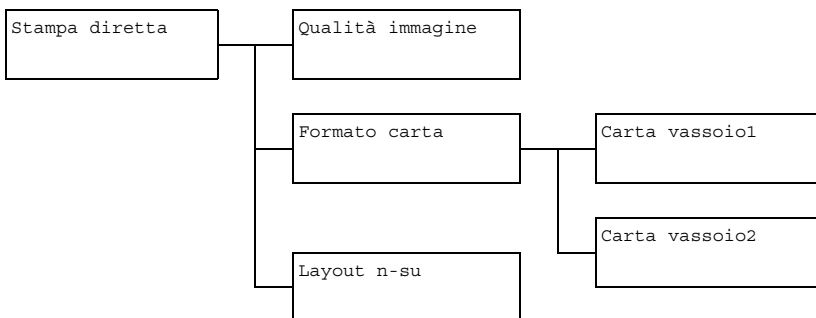 Stampa diretta
Qualità immagine
Formato carta
Carta vassoio1
Carta vassoio2
Layout n-su